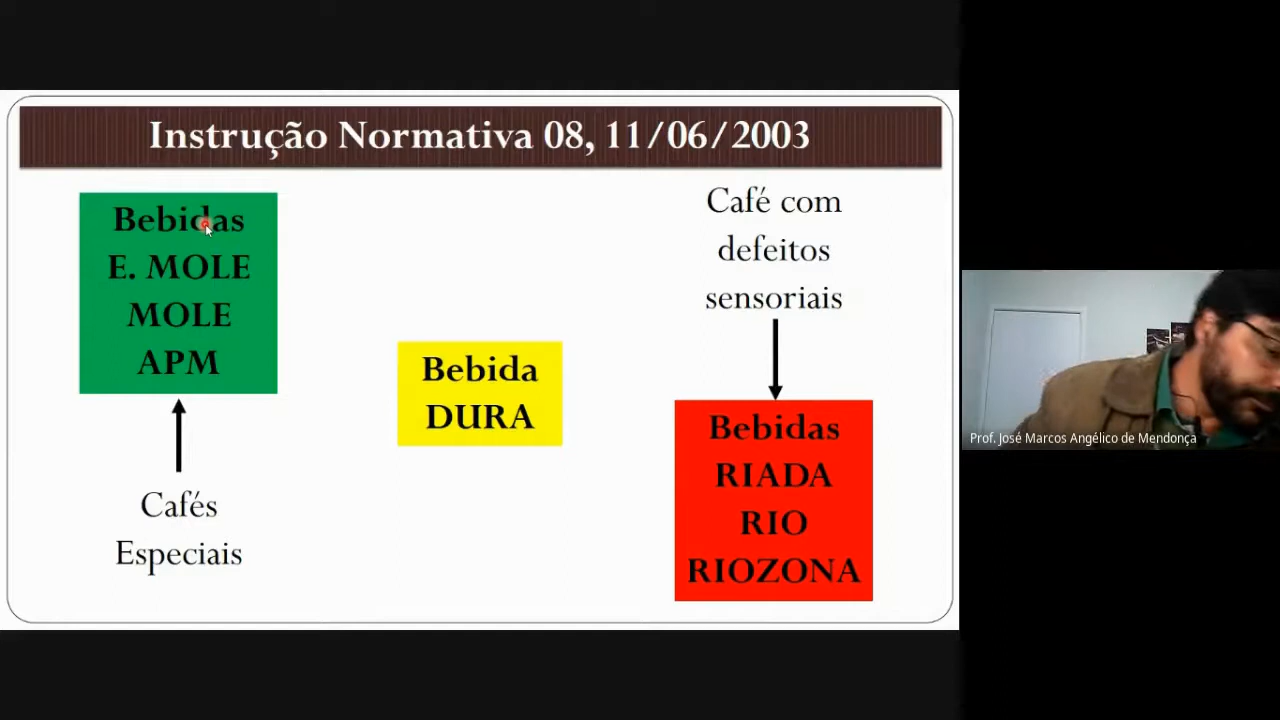 Instrução Normativa 08, 11/06/2003
Bebidas
E. MOLE
MOLE
APM
Cafés
Especiais
Bebida
DURA
Café com
defeitos
sensoriais
Bebidas
RIADA
RIO
RIOZONA
Prof. José Marcos Angélico de Mendonça